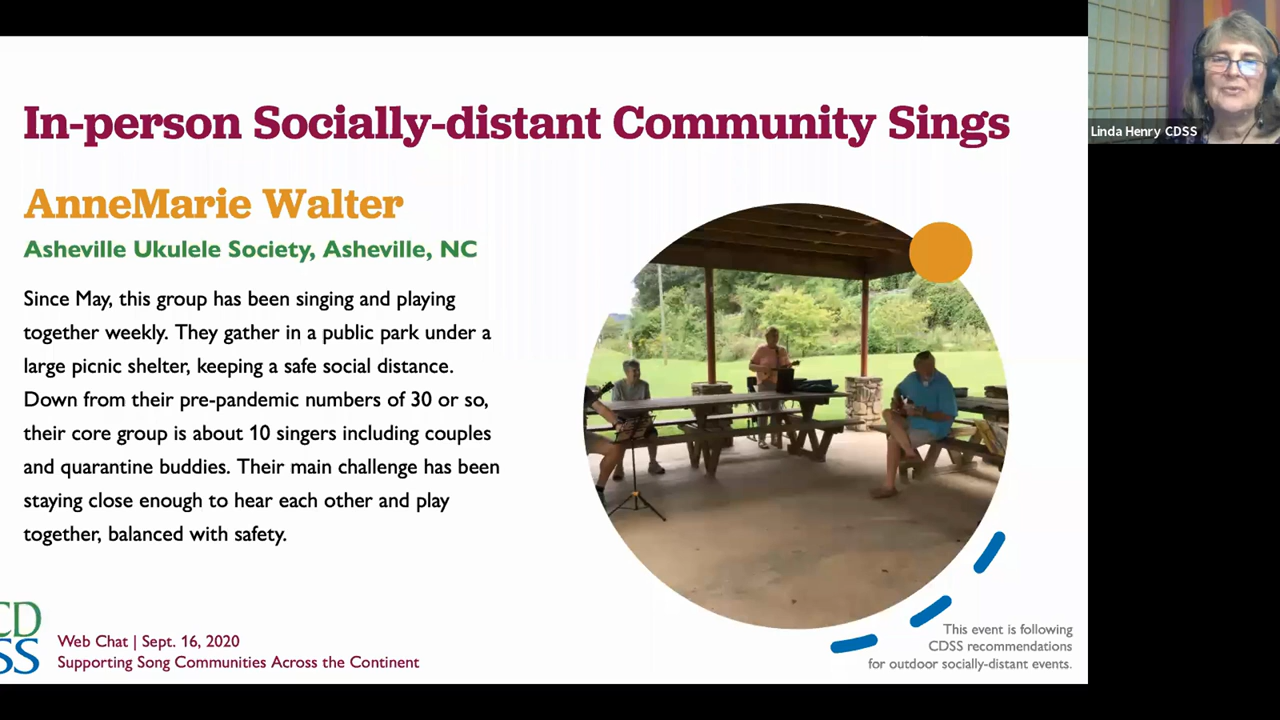 In-person Socially-distant Community Sings
AnneMarie Walter
Asheville Ukulele Society, Asheville, NC
Since May, this group has been singing and playing
together weekly. They gather in a public park under a
large picnic shelter, keeping a safe social distance.
Down from their pre-pandemic numbers of 30 or so,
their core group is about 10 singers including couples
and quarantine buddies. Their main challenge has been
staying close enough to hear each other and play
together, balanced with safety.
CD
SS
Web Chat | Sept. 16, 2020
Supporting Song Communities Across the Continent
This event is following
CDSS recommendations
for outdoor socially-distant events.
Linda Henry CDSS